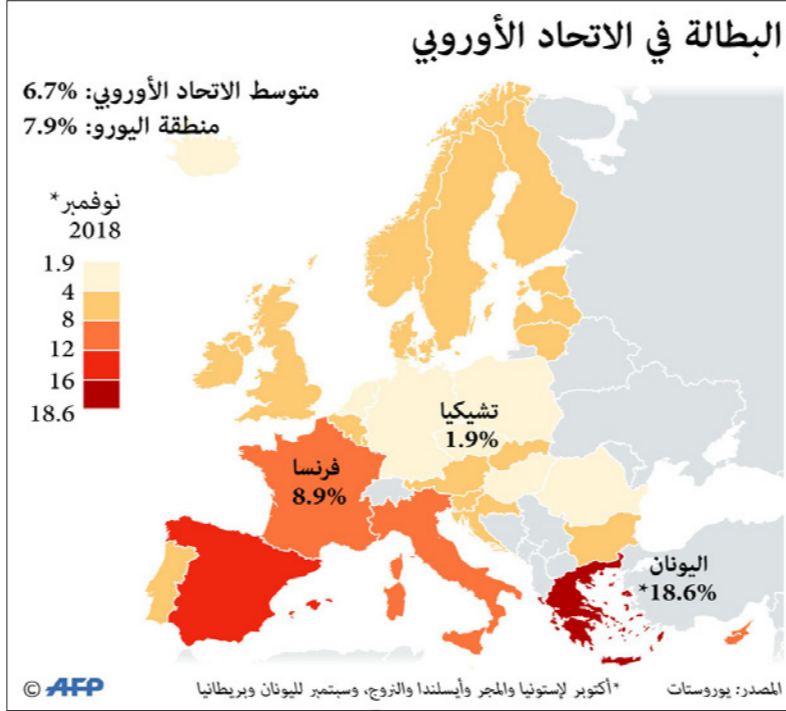 البطالة في الاتحاد الأوروبي
متوسط الاتحاد الأوروبي: 6.7%
منطقة اليورو: 7.9%
نوفمبر*
2018
1.9
4
8
12
16
18.6
تشيكيا
1.9%
فرنسا
8.9%
اليونان
18.6%*
المصدر: يوروستات
*أكتوبر لإستونيا والمجر وأيسلندا والنروج، وسبتمبر لليونان وبريطانيا
© AFP